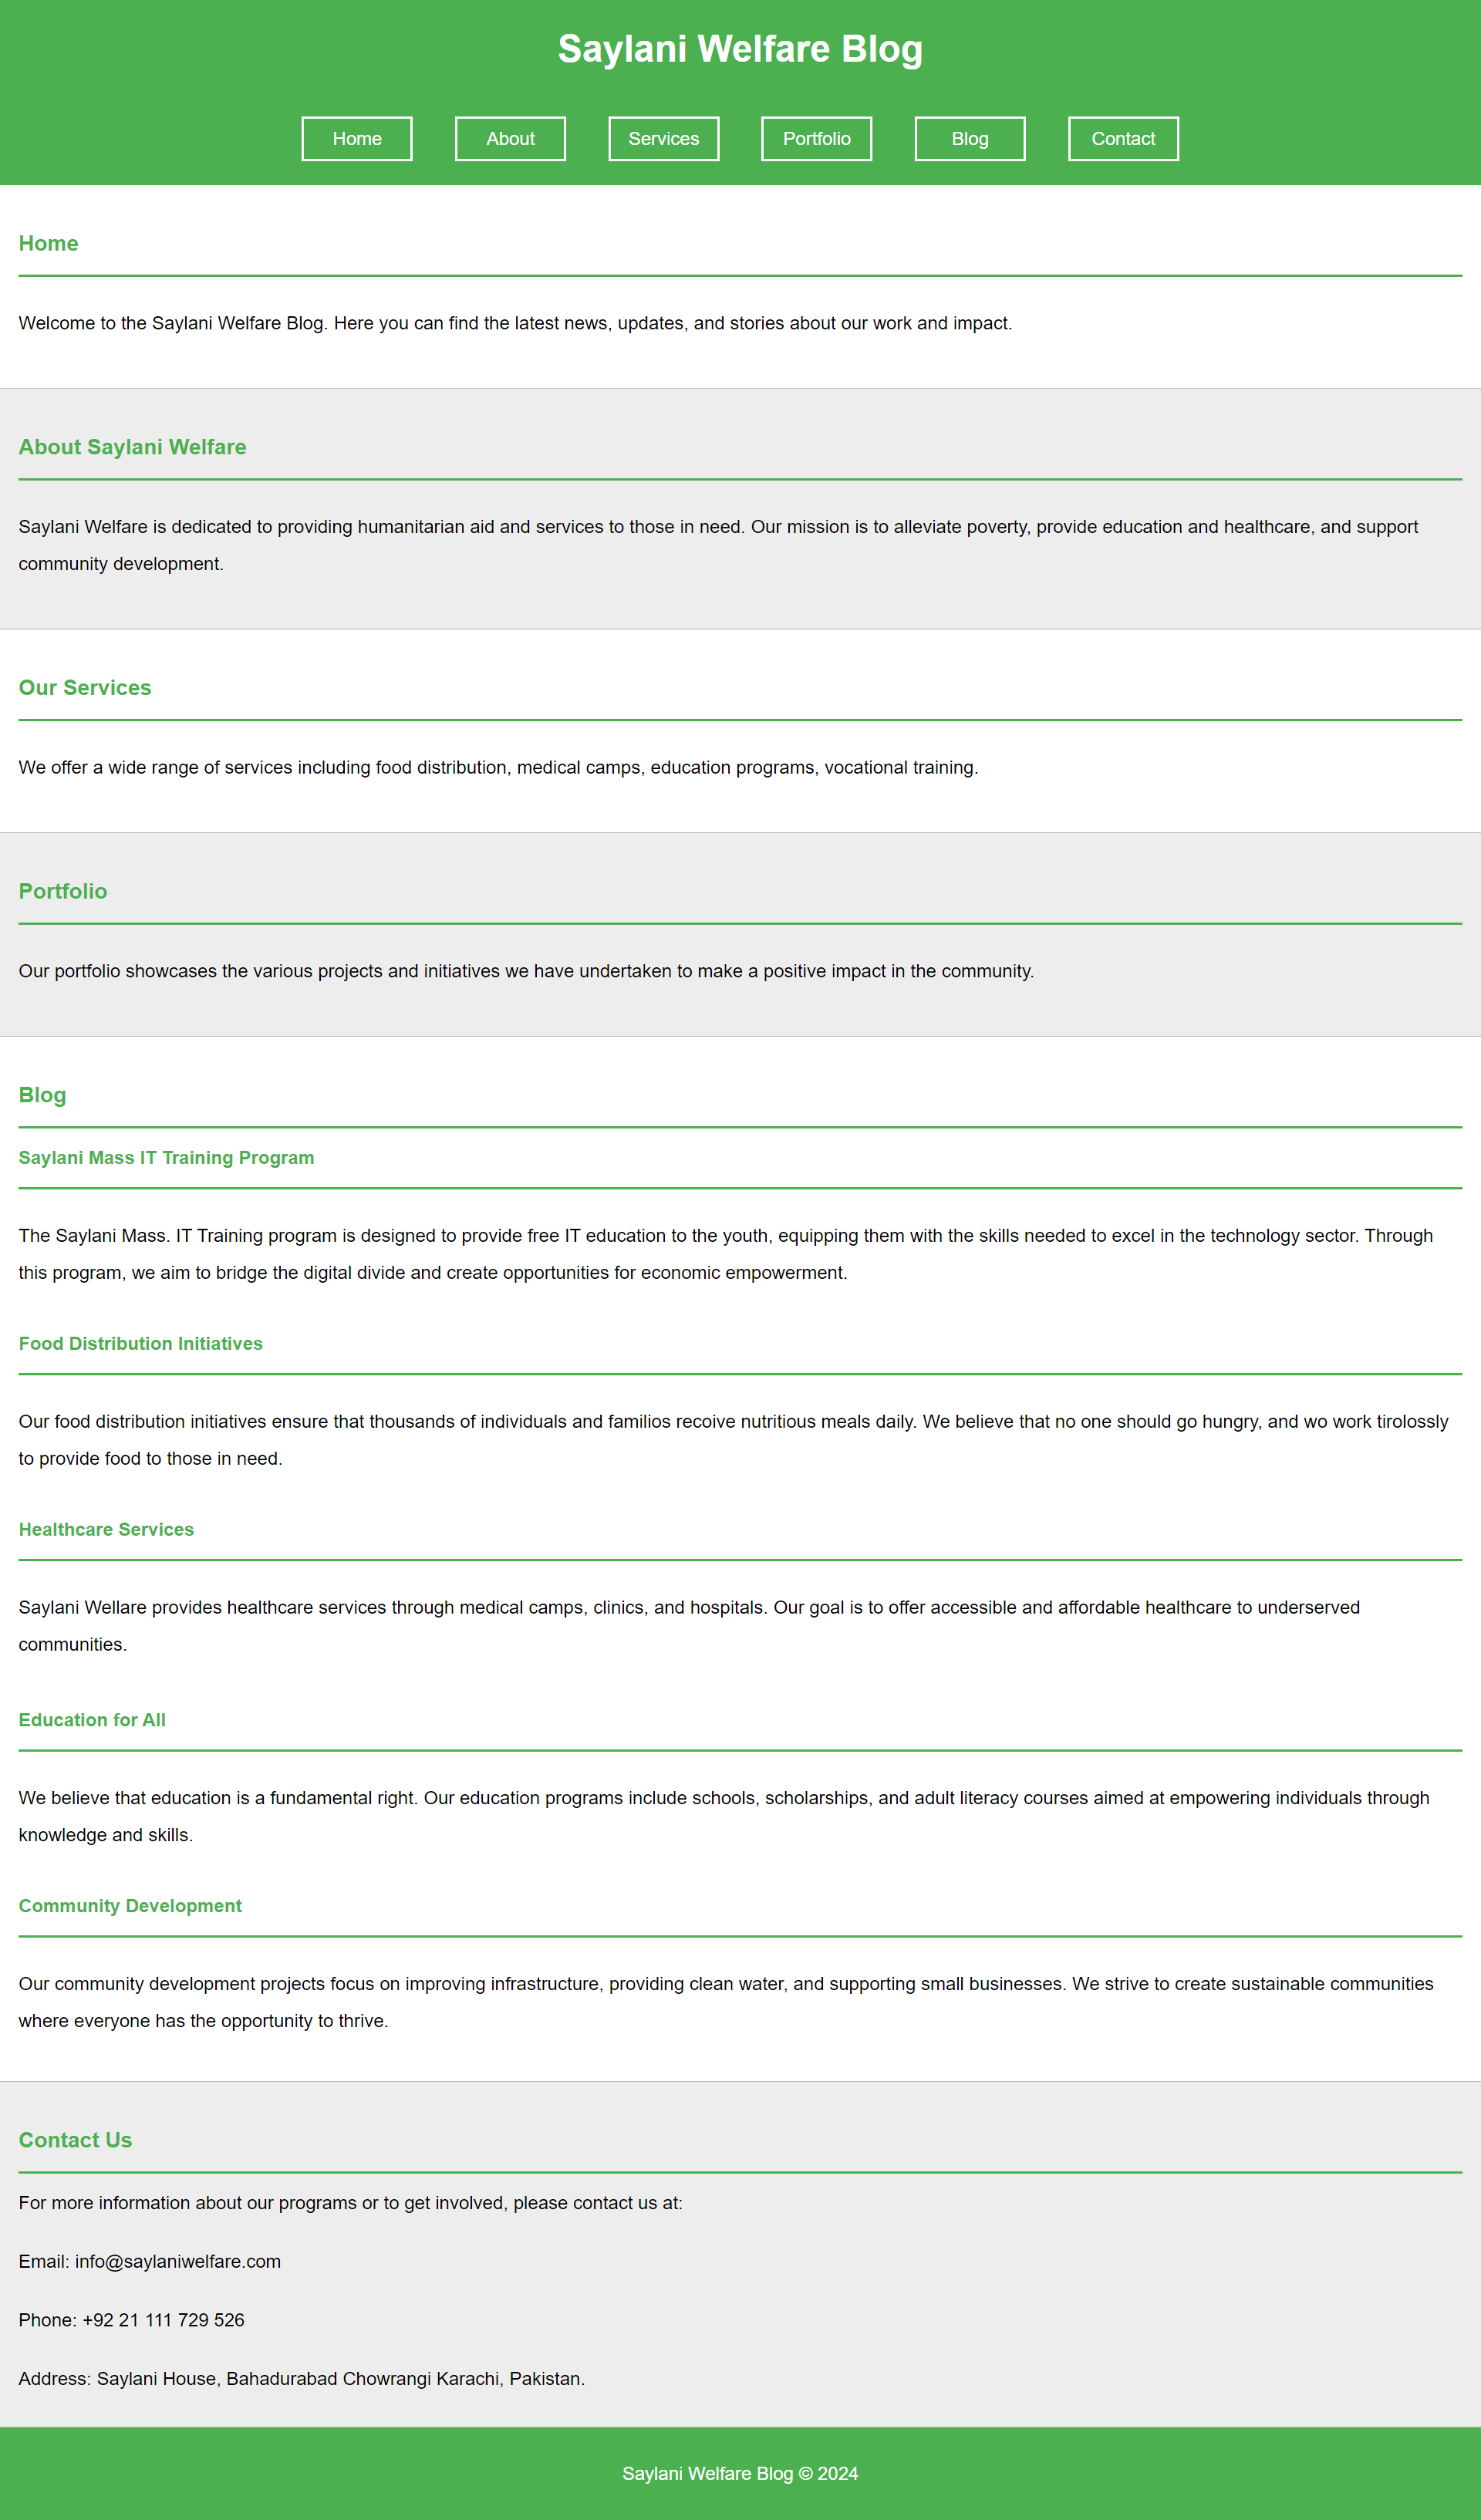 Saylani Welfare Blog
Home
About
Services
Portfolio
Blog
Contact
Home
Welcome to the Saylani Welfare Blog. Here you can find the latest news, updates, and stories about our work and impact.
About Saylani Welfare
Saylani Welfare is dedicated to providing humanitarian aid and services to those in need. Our mission is to alleviate poverty, provide education and healthcare, and support
community development.
Our Services
We offer a wide range of services including food distribution, medical camps, education programs, vocational training.
Portfolio
Our portfolio showcases the various projects and initiatives we have undertaken to make a positive impact in the community.
Blog
Saylani Mass IT Training Program
The Saylani Mass. IT Training program is designed to provide free IT education to the youth, equipping them with the skills needed to excel in the technology sector. Through
this program, we aim to bridge the digital divide and create opportunities for economic empowerment.
Food Distribution Initiatives
Our food distribution initiatives ensure that thousands of individuals and familios recoive nutritious meals daily. We believe that no one should go hungry, and wo work tirolossly
to provide food to those in need.
Healthcare Services
Saylani Wellare provides healthcare services through medical camps, clinics, and hospitals. Our goal is to offer accessible and affordable healthcare to underserved
communities.
Education for All
We believe that education is a fundamental right. Our education programs include schools, scholarships, and adult literacy courses aimed at empowering individuals through
knowledge and skills.
Community Development
Our community development projects focus on improving infrastructure, providing clean water, and supporting small businesses. We strive to create sustainable communities
where everyone has the opportunity to thrive.
Contact Us
For more information about our programs or to get involved, please contact us at:
Email: info@saylaniwelfare.com
Phone: +92 21 111 729 526
Address: Saylani House, Bahadurabad Chowrangi Karachi, Pakistan.
Saylani Welfare Blog © 2024